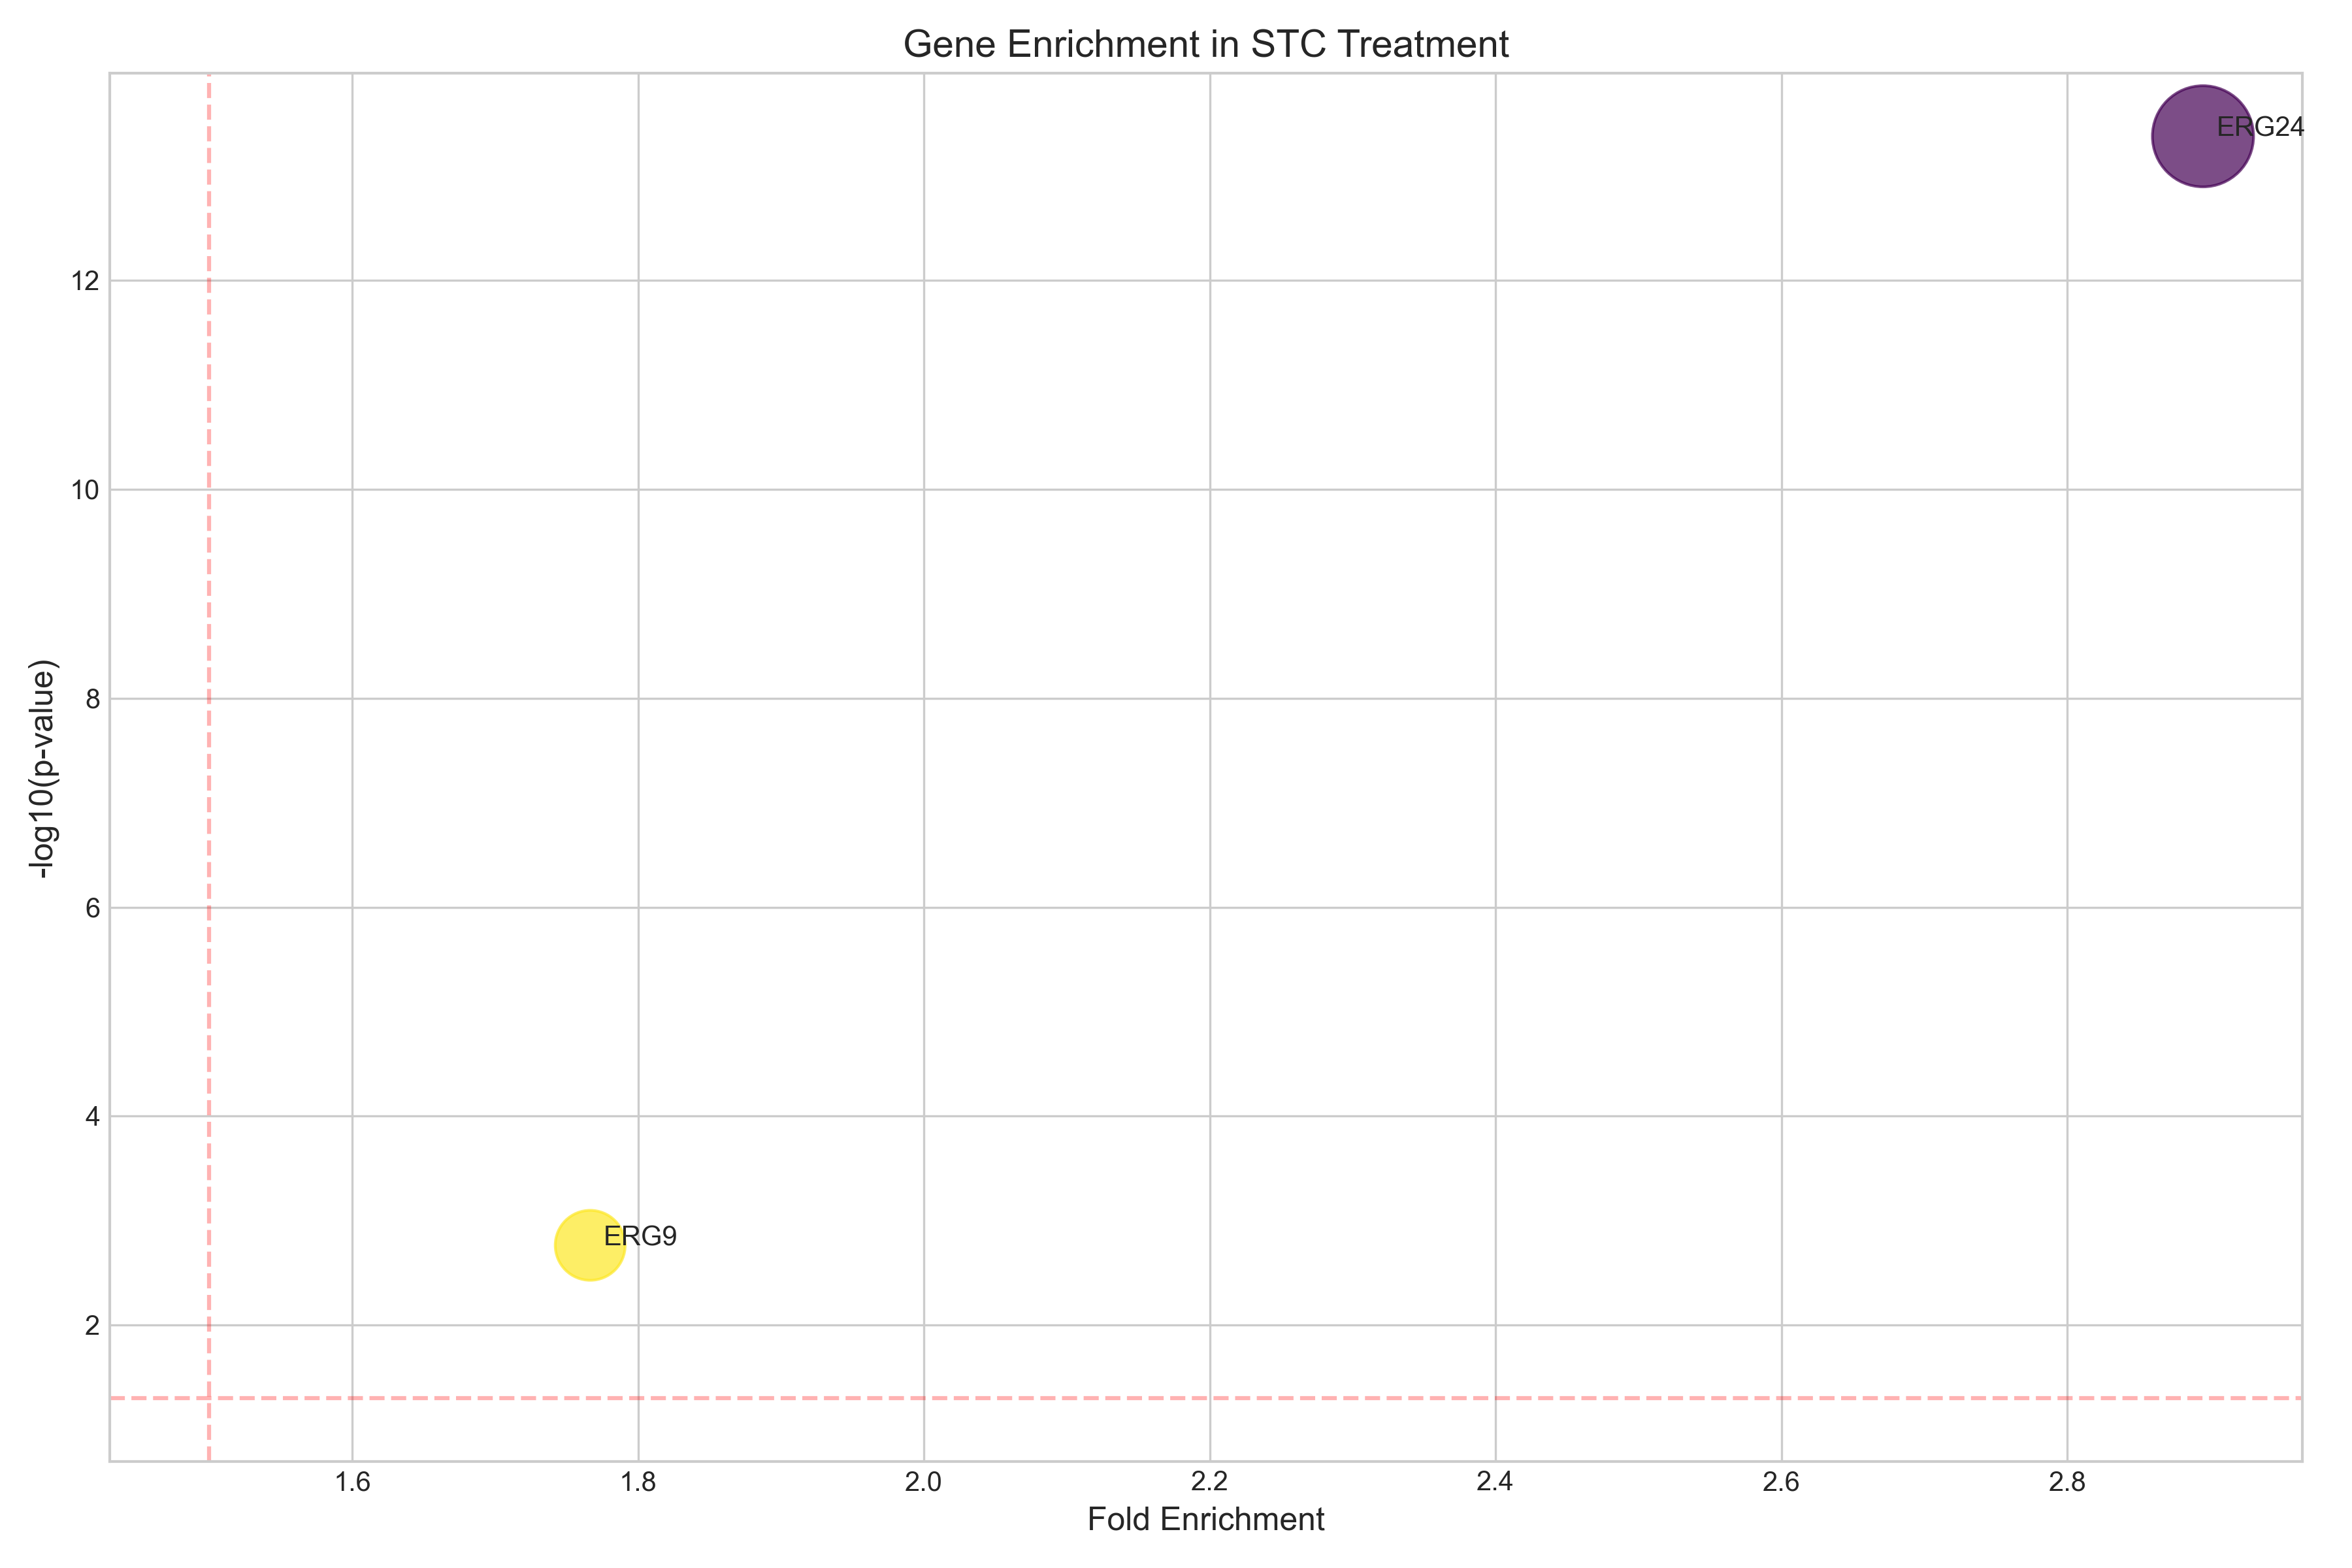 Gene Enrichment in STC Treatment
ERG24
12
10
8
6
4
2
-log10(p-value)
ERG9
1.6
1.8
2.0
2.2
2.4
2.6
2.8
Fold Enrichment